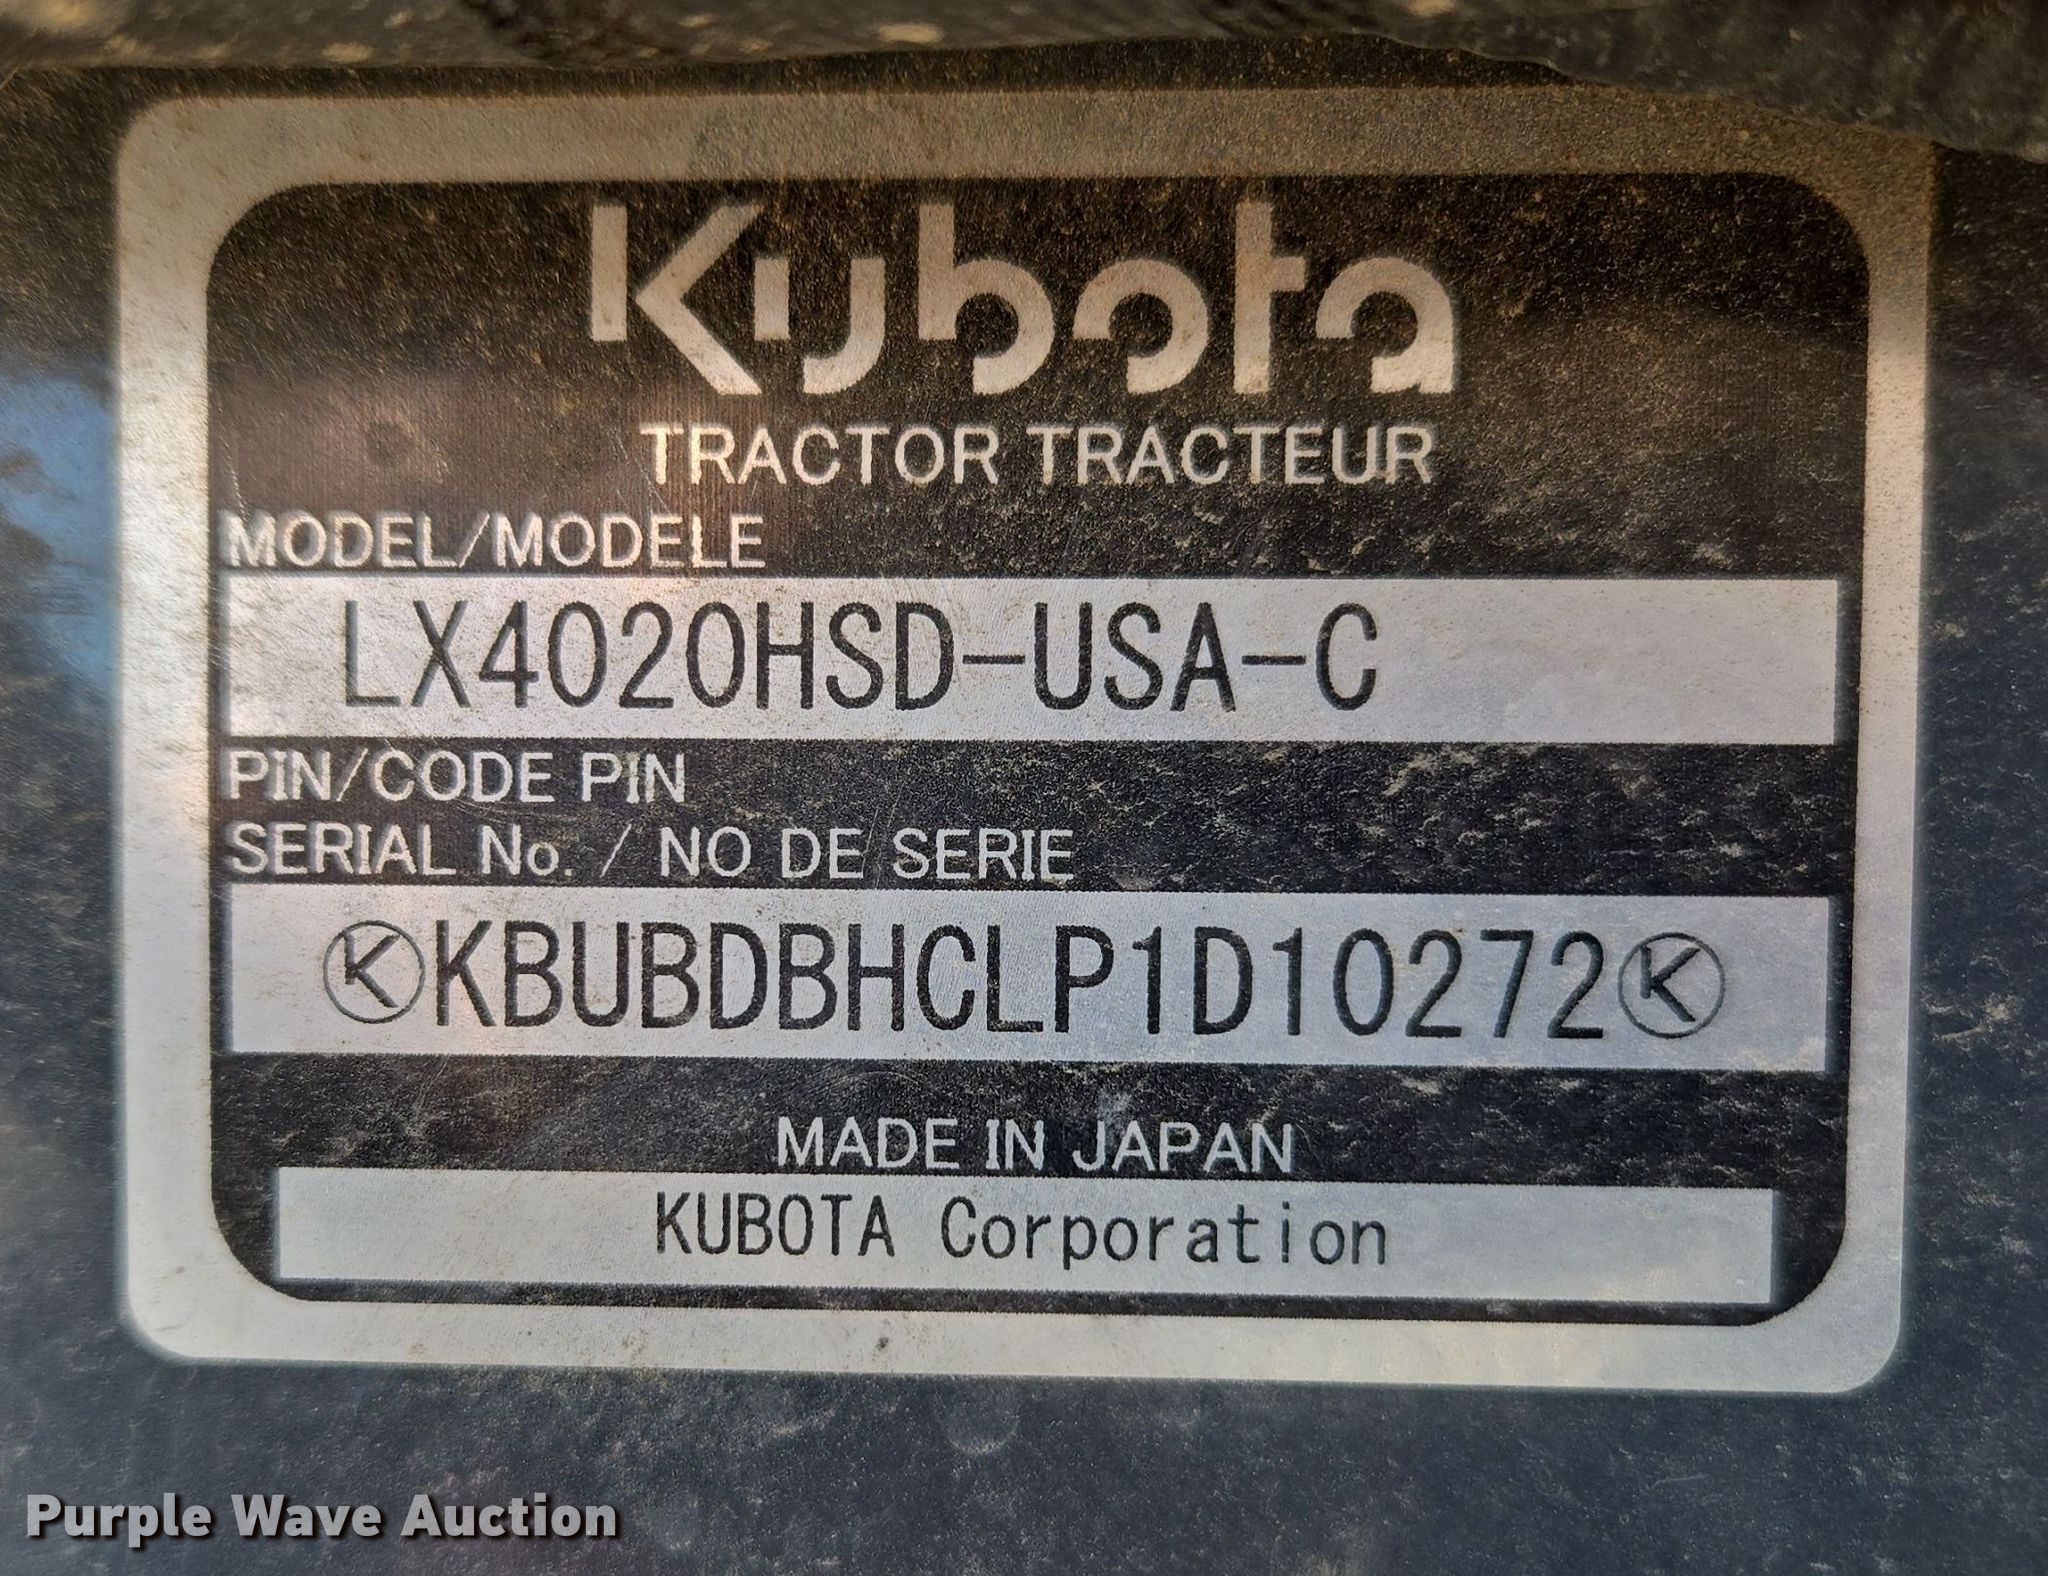 Kubota
TRACTOR TRACTEUR
MODEL/MODELE
LX4020HSD-USA-C
PIN/CODE PIN
SERIAL No. / NO DE SERIE
Ⓚ KBUBDBHCLP1D10272 Ⓚ
MADE IN JAPAN
KUBOTA Corporation
Purple Wave Auction